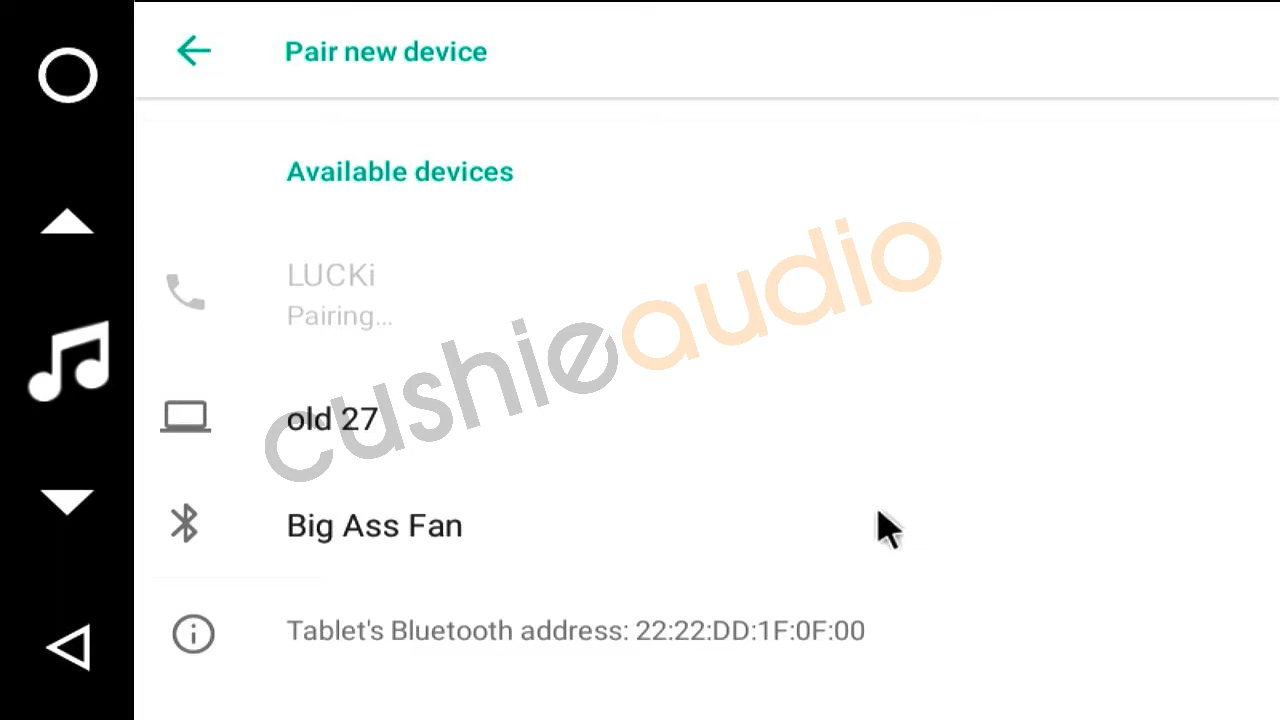 Pair new device
Available devices
LUCKi
Pairing...
cushieaudio
old 27
Big Ass Fan
Tablet's Bluetooth address: 22:22:DD:1F:0F:00